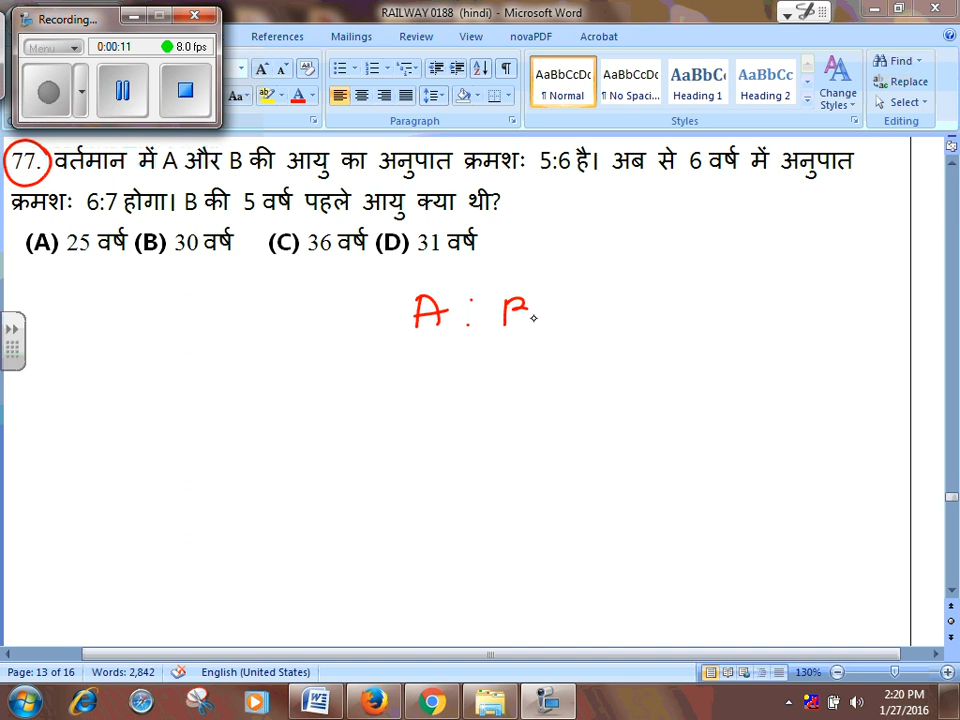 Recording...
RAILWAY 0188 (hindi) - Microsoft Word
Menu 0:00:11 8.0 fps
References Mailings Review View novaPDF Acrobat
Aa
AaBbCcDc AaBbCcDc AaBbCc AaBbCc
¶ Normal ¶ No Spaci... Heading 1 Heading 2
Change Styles
Find
Replace
Select
Paragraph Styles Editing
77. वर्तमान में A और B की आयु का अनुपात क्रमशः 5:6 है। अब से 6 वर्ष में अनुपात
क्रमशः 6:7 होगा। B की 5 वर्ष पहले आयु क्या थी?
(A) 25 वर्ष (B) 30 वर्ष (C) 36 वर्ष (D) 31 वर्ष
A : B
Page: 13 of 16 Words: 2,842 English (United States) 130%
2:20 PM
1/27/2016